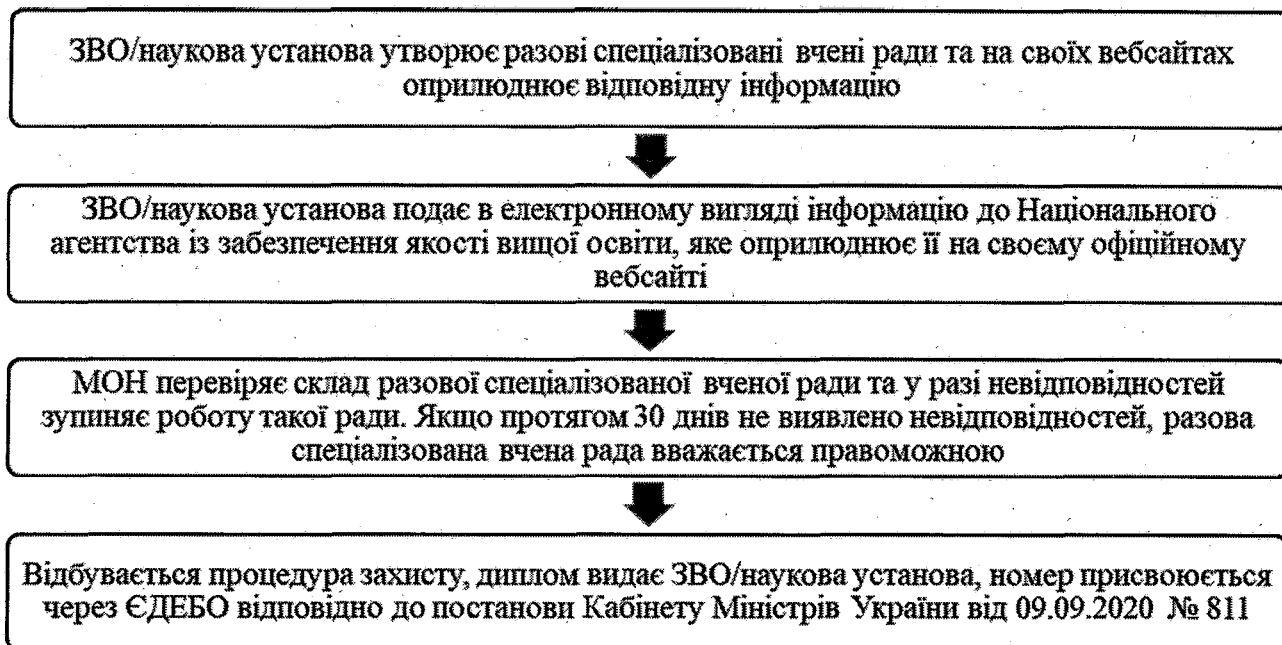 ЗВО/наукова установа утворює разові спеціалізовані вчені ради та на своїх вебсайтах
оприлюднює відповідну інформацію
ЗВО/наукова установа подає в електронному вигляді інформацію до Національного
агентства із забезпечення якості вищої освіти, яке оприлюднює її на своєму офіційному
вебсайті
МОН перевіряє склад разової спеціалізованої вченої ради та у разі невідповідностей
зупиняє роботу такої ради. Якщо протягом 30 днів не виявлено невідповідностей, разова
спеціалізована вчена рада вважається правоможною
Відбувається процедура захисту, диплом видає ЗВО/наукова установа, номер присвоюється
через ЄДЕБО відповідно до постанови Кабінету Міністрів України від 09.09.2020 № 811